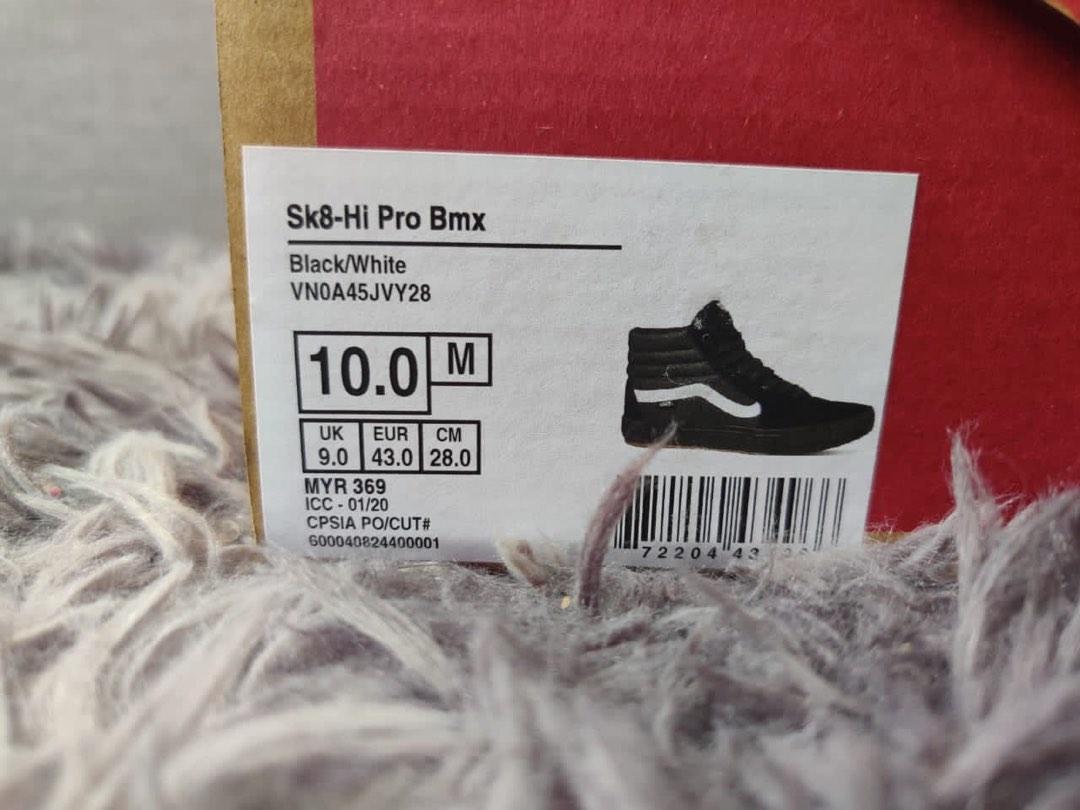 Sk8-Hi Pro Bmx
Black/White
VN0A45JVY28
10.0 M
UK EUR CM
9.0 43.0 28.0
MYR 369
ICC - 01/20
CPSIA PO/CUT#
600040824400001
72204 43